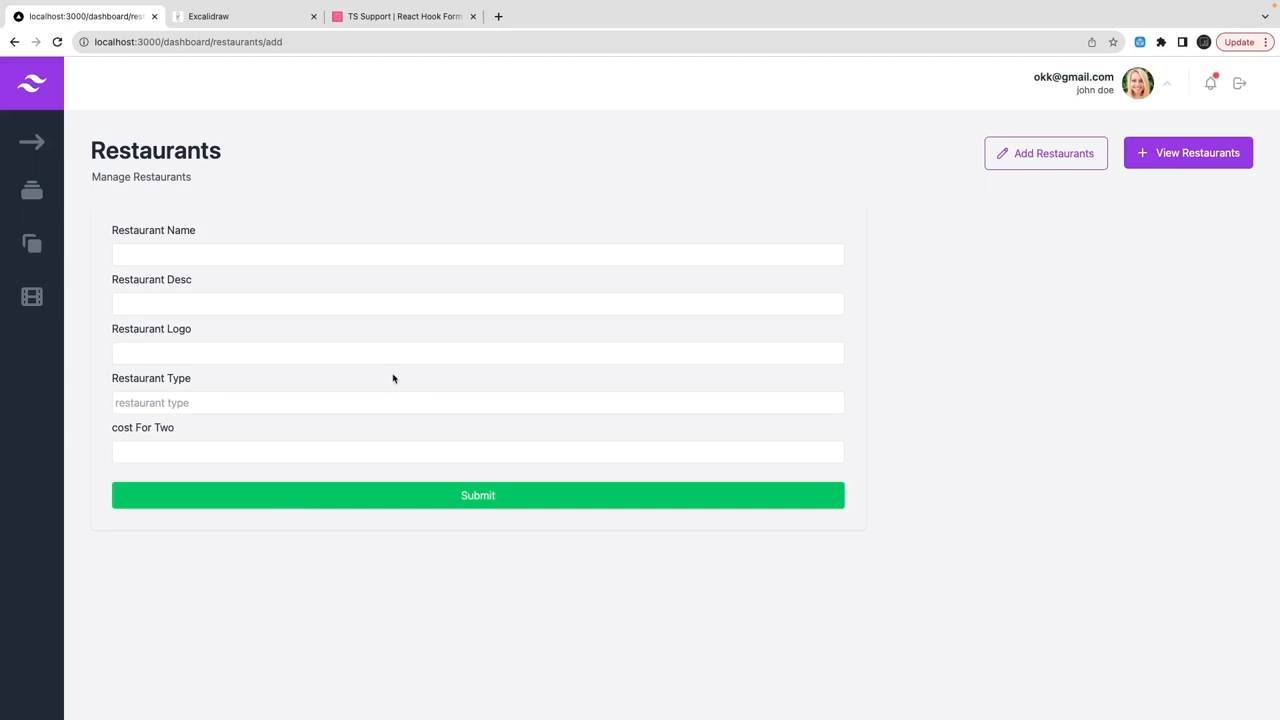 localhost:3000/dashboard/rest
Excalidraw
TS Support | React Hook Form
localhost:3000/dashboard/restaurants/add
Update
okk@gmail.com
john doe
Restaurants
Manage Restaurants
Add Restaurants
View Restaurants
Restaurant Name
Restaurant Desc
Restaurant Logo
Restaurant Type
restaurant type
cost For Two
Submit